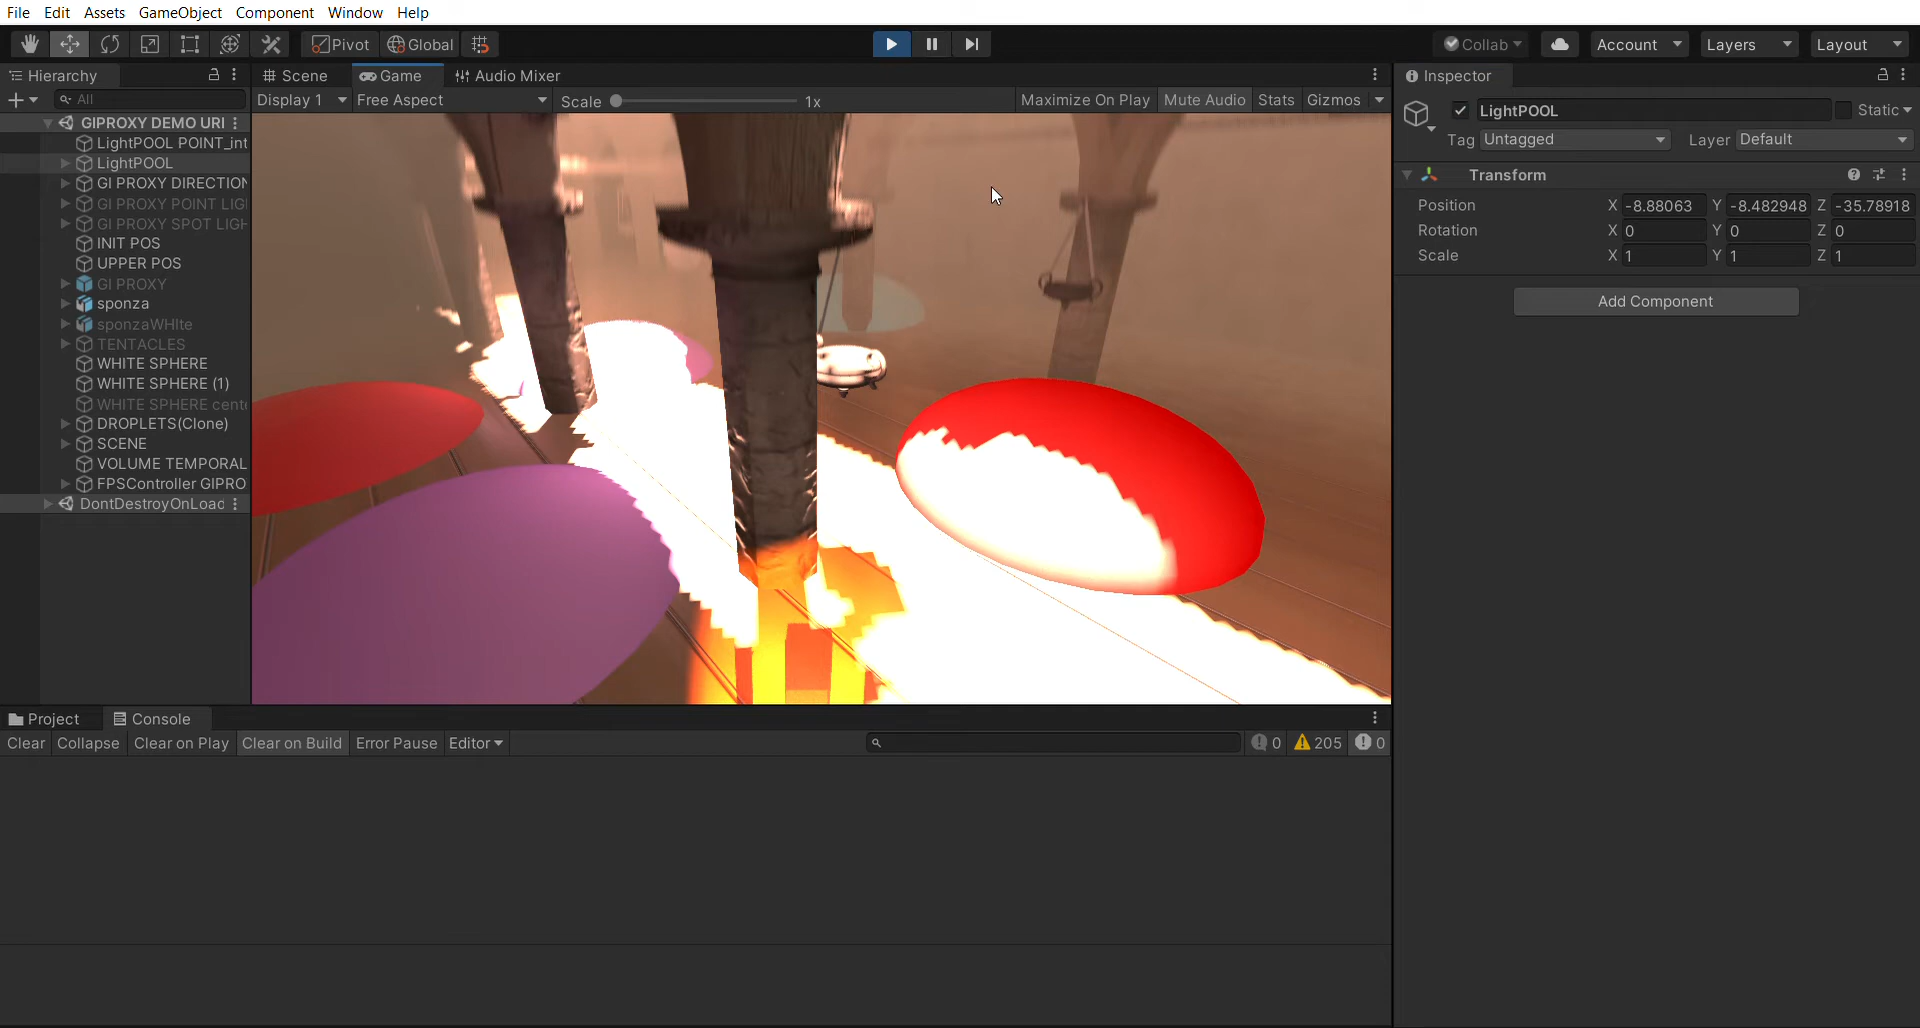 File Edit Assets GameObject Component Window Help
Pivot Global Collab Account Layers Layout
Hierarchy
All
GIPROXY DEMO URI
LightPOOL POINT_int
LightPOOL
GI PROXY DIRECTION
GI PROXY POINT LIG
GI PROXY SPOT LIGH
INIT POS
UPPER POS
GI PROXY
sponza
sponzaWHIte
TENTACLES
WHITE SPHERE
WHITE SPHERE (1)
WHITE SPHERE cent
DROPLETS(Clone)
SCENE
VOLUME TEMPORAL
FPSController GIPRO
DontDestroyOnLoad
Scene Game Audio Mixer
Display 1 Free Aspect Scale 1x Maximize On Play Mute Audio Stats Gizmos
Inspector
LightPOOL Static
Tag Untagged Layer Default
Transform
Position X -8.88063 Y -8.482948 Z -35.78918
Rotation X 0 Y 0 Z 0
Scale X 1 Y 1 Z 1
Add Component
Project Console
Clear Collapse Clear on Play Clear on Build Error Pause Editor 0 205 0